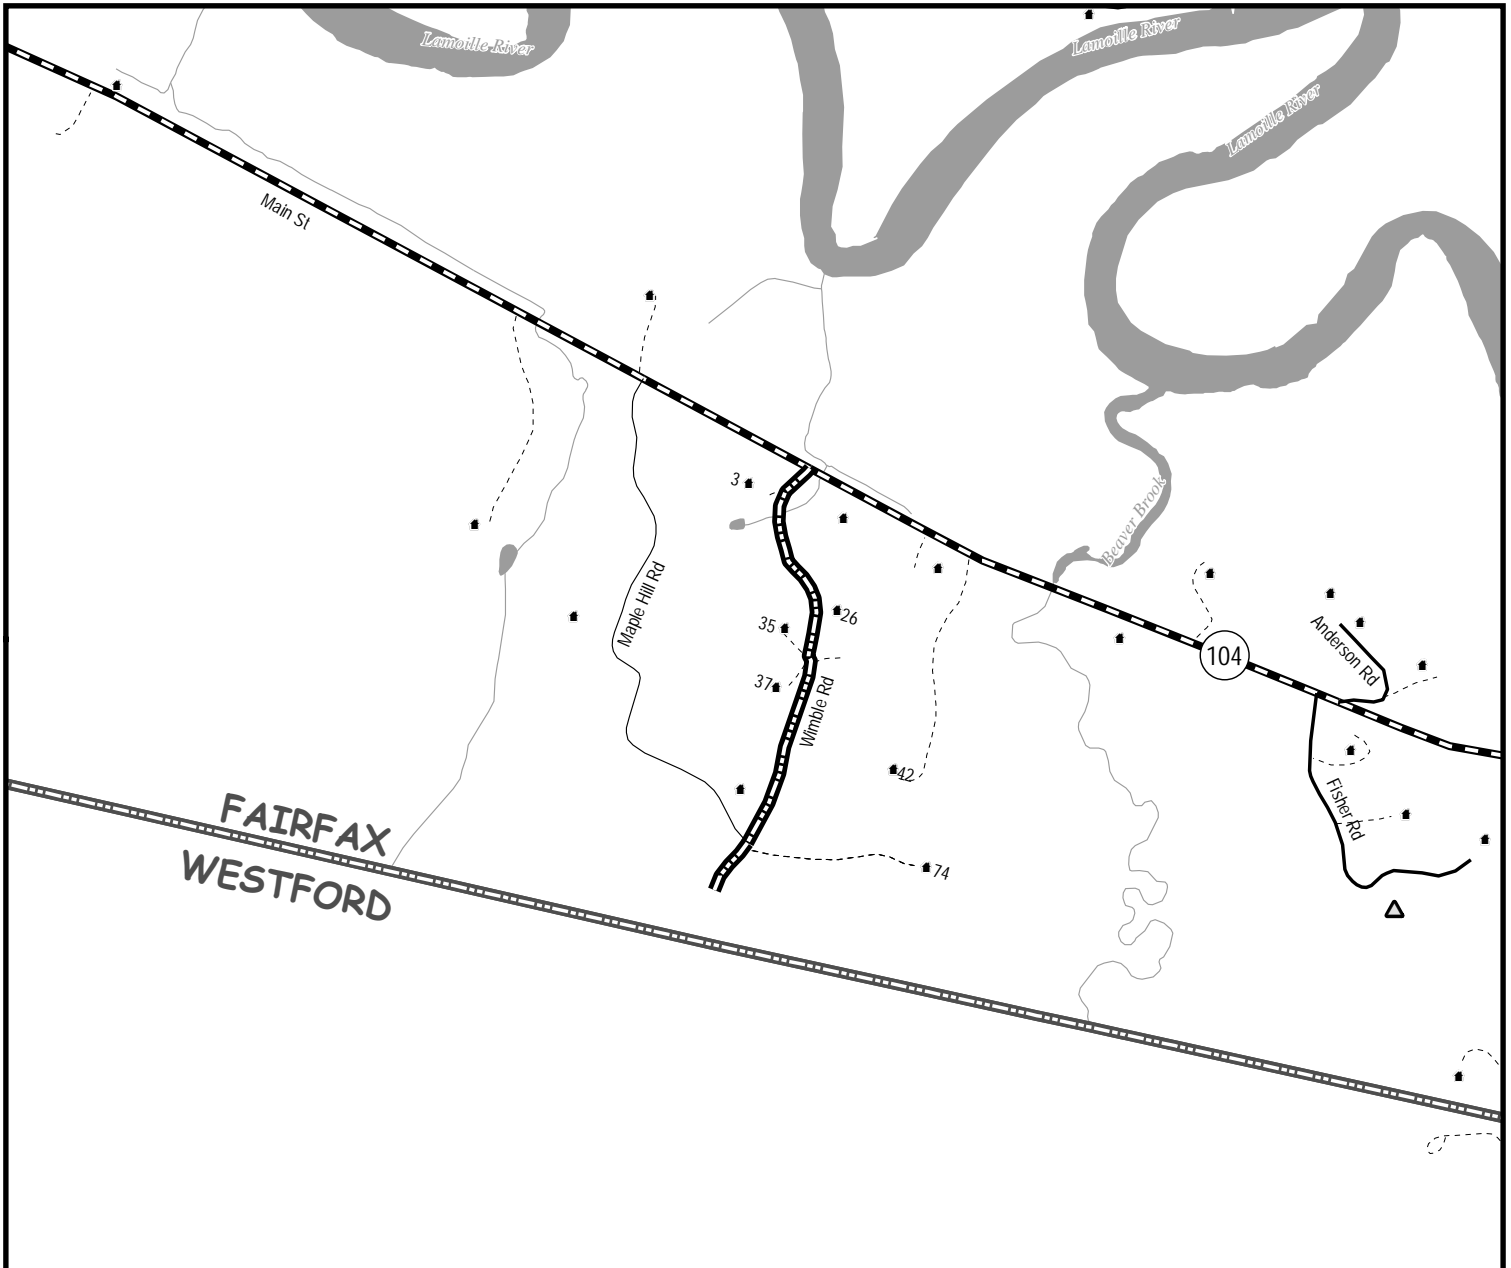 Lamoille River
Lamoille River
Lamoille River
Main St
3
Beaver Brook
Maple Hill Rd
35
26
37
Wimble Rd
104
Anderson Rd
42
Fisher Rd
FAIRFAX
WESTFORD
74